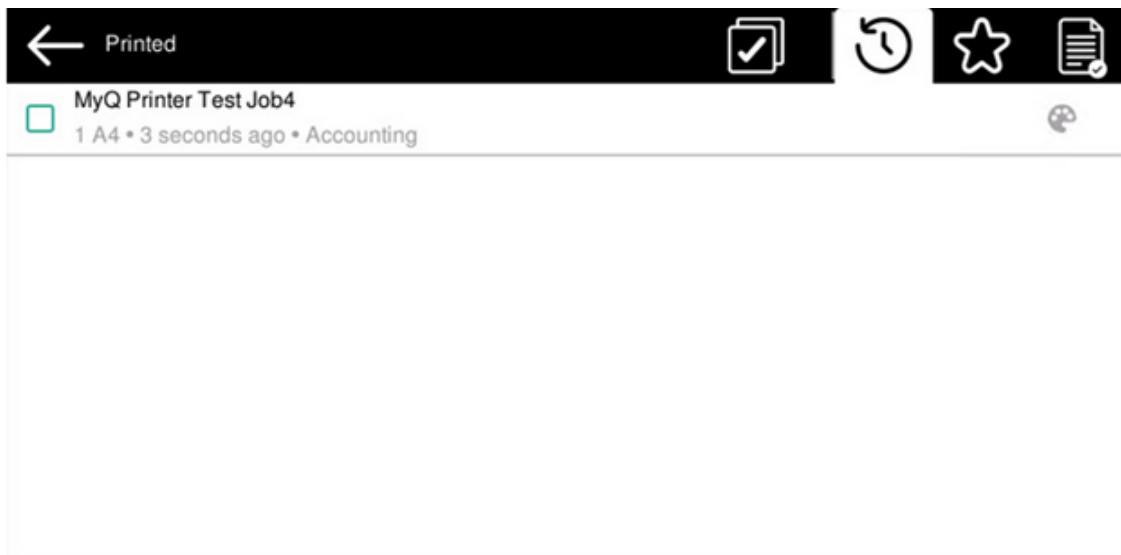 Printed
MyQ Printer Test Job4
1 A4 • 3 seconds ago • Accounting